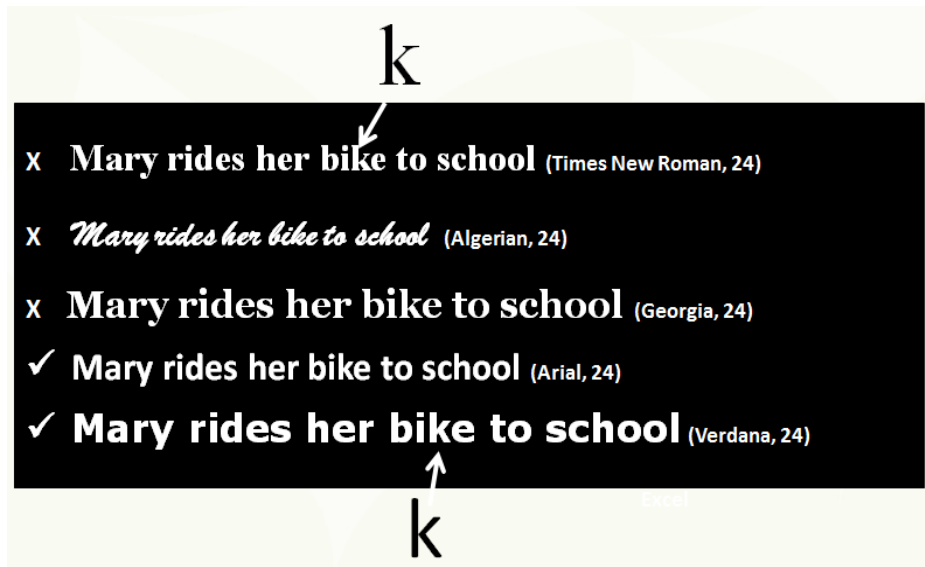 k
X Mary rides her bike to school (Times New Roman, 24)
X Mary rides her bike to school (Algerian, 24)
X Mary rides her bike to school (Georgia, 24)
✓ Mary rides her bike to school (Arial, 24)
✓ Mary rides her bike to school (Verdana, 24)
Excel
k